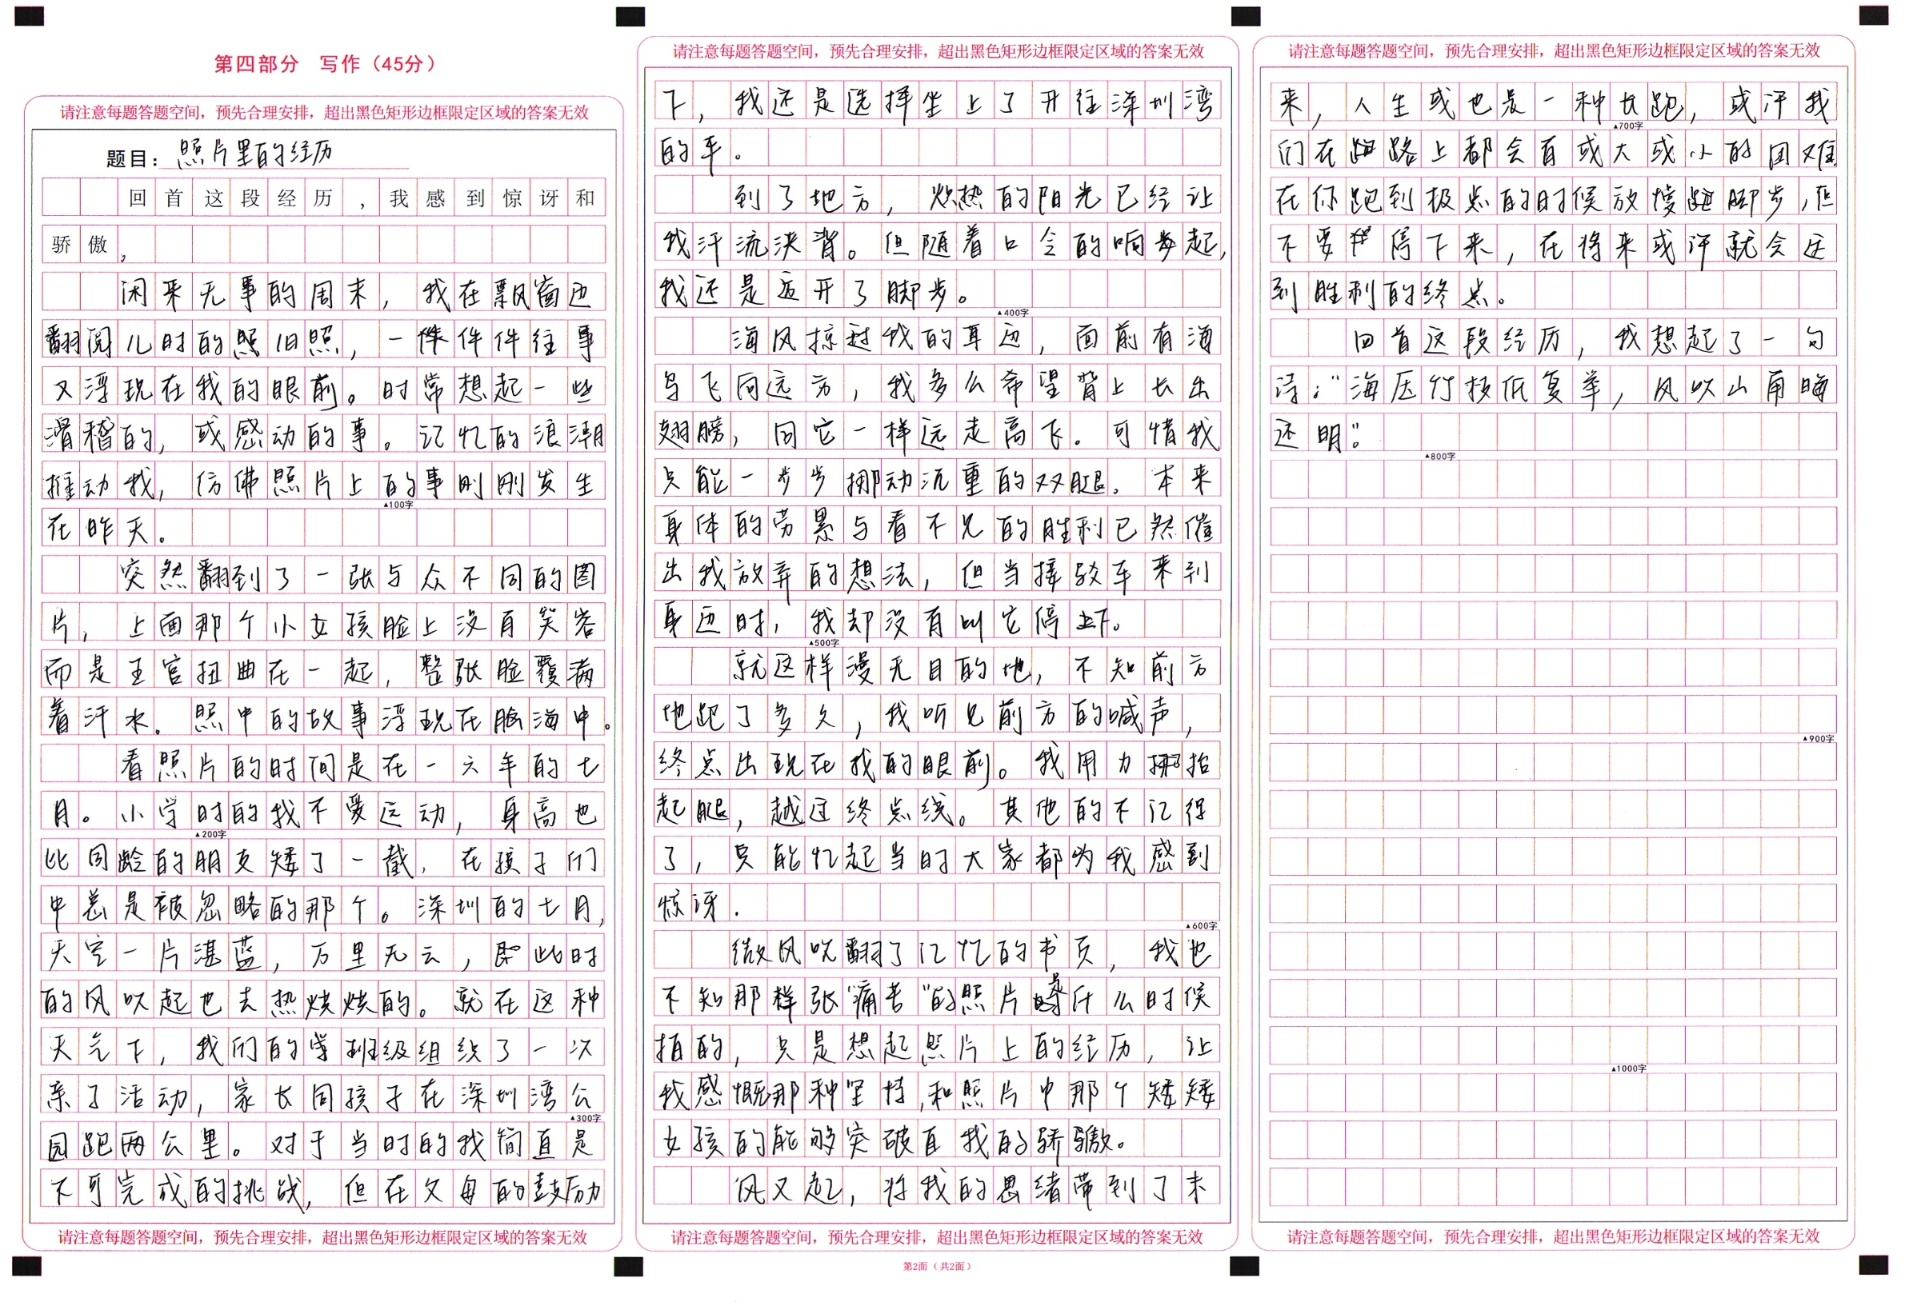 第四部分　写作（45分）
请注意每题答题空间，预先合理安排，超出黑色矩形边框限定区域的答案无效
题目：照片里的经历
回首这段经历，我感到惊讶和
骄傲，
闲来无事的周末，我在飘窗边
翻阅儿时的照旧照，一件件件往事
又浮现在我的眼前。时常想起一些
滑稽的，或感动的事。记忆的浪潮
推动我，仿佛照片上的事刚刚发生
▲100字
在昨天。
突然翻到了一张与众不同的图
片，上面那个小女孩脸上没有笑容
而是五官扭曲在一起，整张脸覆满
着汗水。照中的故事浮现在脑海中。
看照片的时间是在一六年的七
月。小学时的我不爱运动，身高也
▲200字
比同龄的朋友矮了一截，在孩子们
中总是被忽略的那个。深圳的七月，
天空一片湛蓝，万里无云，即此时
的风吹起也去热烘烘的。就在这种
天气下，我们的学班级组织了一次
亲子活动，家长同孩子在深圳湾公
▲300字
园跑两公里。对于当时的我简直是
不可完成的挑战，但在父母的鼓励
请注意每题答题空间，预先合理安排，超出黑色矩形边框限定区域的答案无效
请注意每题答题空间，预先合理安排，超出黑色矩形边框限定区域的答案无效
下，我还是选择坐上了开往深圳湾
的车。
到了地方，炽热的阳光已经让
我汗流浃背。但随着口令的响起，
我还是迈开了脚步。
▲400字
海风掠过我的耳边，面前有海
鸟飞向远方，我多么希望背上长出
翅膀，同它一样远走高飞。可惜我
只能一步步挪动沉重的双腿。本来
身体的劳累与看不见的胜利已然催
出我放弃的想法，但当接驳车来到
身边时，我却没有叫它停下。
▲500字
就这样漫无目的地，不知前方
地跑了多久，我听见前方的喊声，
终点出现在我的眼前。我用力抬
起腿，越过终点线。其他的不记得
了，只能忆起当时大家都为我感到
惊讶。
▲600字
微风吹翻了记忆的书页，我也
不知那样张“痛苦”的照片是什么时候
拍的，只是想起照片上的经历，让
我感慨那种坚持，和照片中那个矮矮
女孩的能够突破自我的骄傲。
风又起，将我的思绪带到了未
请注意每题答题空间，预先合理安排，超出黑色矩形边框限定区域的答案无效
第2面（共2面）
请注意每题答题空间，预先合理安排，超出黑色矩形边框限定区域的答案无效
来，人生或也是一种长跑，或许我
▲700字
们在跑路上都会有或大或小的困难
在你跑到极点的时候放慢脚步，但
不要停下来，在将来或许就会达
到胜利的终点。
回首这段经历，我想起了一句
诗：“海压竹枝低复举，风吹山角晦
还明”。
▲800字
▲900字
▲1000字
请注意每题答题空间，预先合理安排，超出黑色矩形边框限定区域的答案无效